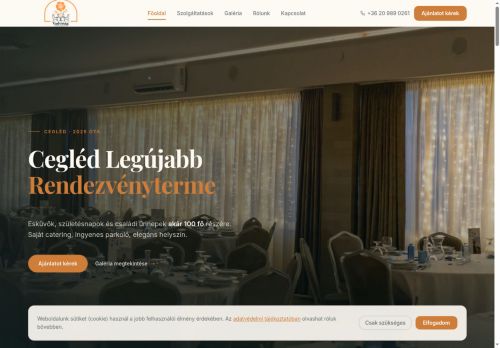 Főoldal Szolgáltatások Galéria Rólunk Kapcsolat +36 20 989 0261 Ajánlatot kérek
CEGLÉD · 2025 ÓTA
Cegléd Legújabb
Rendezvényterme
Esküvők, születésnapok és családi ünnepek akár 100 fő részére.
Saját catering, ingyenes parkoló, elegáns helyszín.
Ajánlatot kérek Galéria megtekintése
Weboldalunk sütiket (cookie) használ a jobb felhasználói élmény érdekében. Az adatvédelmi tájékoztatóban olvashat róluk
bővebben.
Csak szükséges Elfogadom